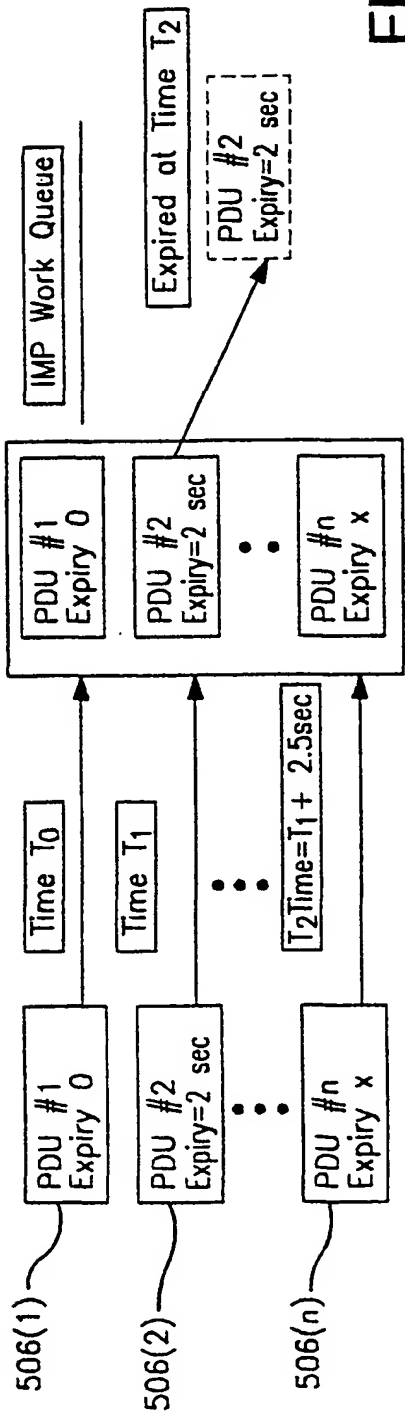 506(1)
PDU #1
Expiry 0
Time T0
PDU #1
Expiry 0
IMP Work Queue
506(2)
PDU #2
Expiry=2 sec
Time T1
PDU #2
Expiry=2 sec
Expired at Time T2
PDU #2
Expiry=2 sec
506(n)
PDU #n
Expiry x
T2Time=T1+ 2.5sec
PDU #n
Expiry x